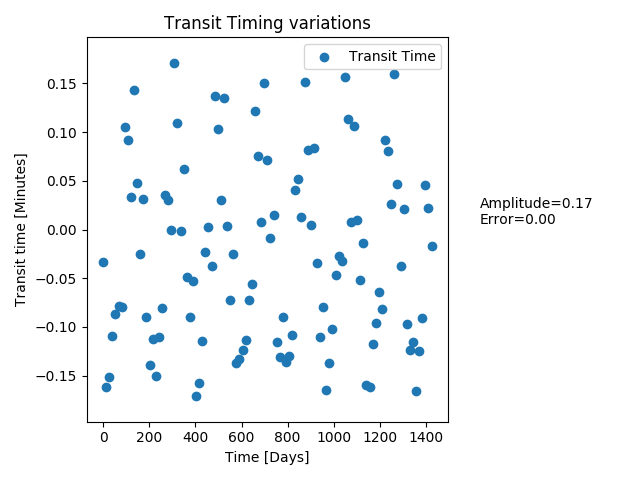 Transit Timing variations
Transit Time
0.15
0.10
0.05
0.00
−0.05
−0.10
−0.15
Transit time [Minutes]
Amplitude=0.17
Error=0.00
0 200 400 600 800 1000 1200 1400
Time [Days]